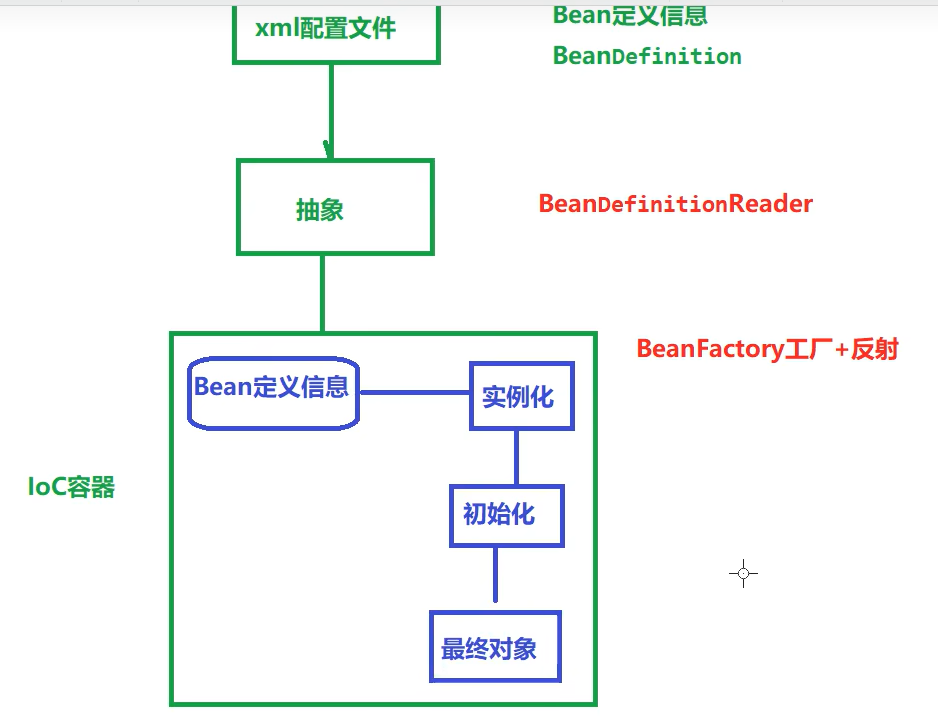 xml配置文件
Bean定义信息
BeanDefinition
抽象
BeanDefinitionReader
BeanFactory工厂+反射
Bean定义信息
实例化
IoC容器
初始化
最终对象